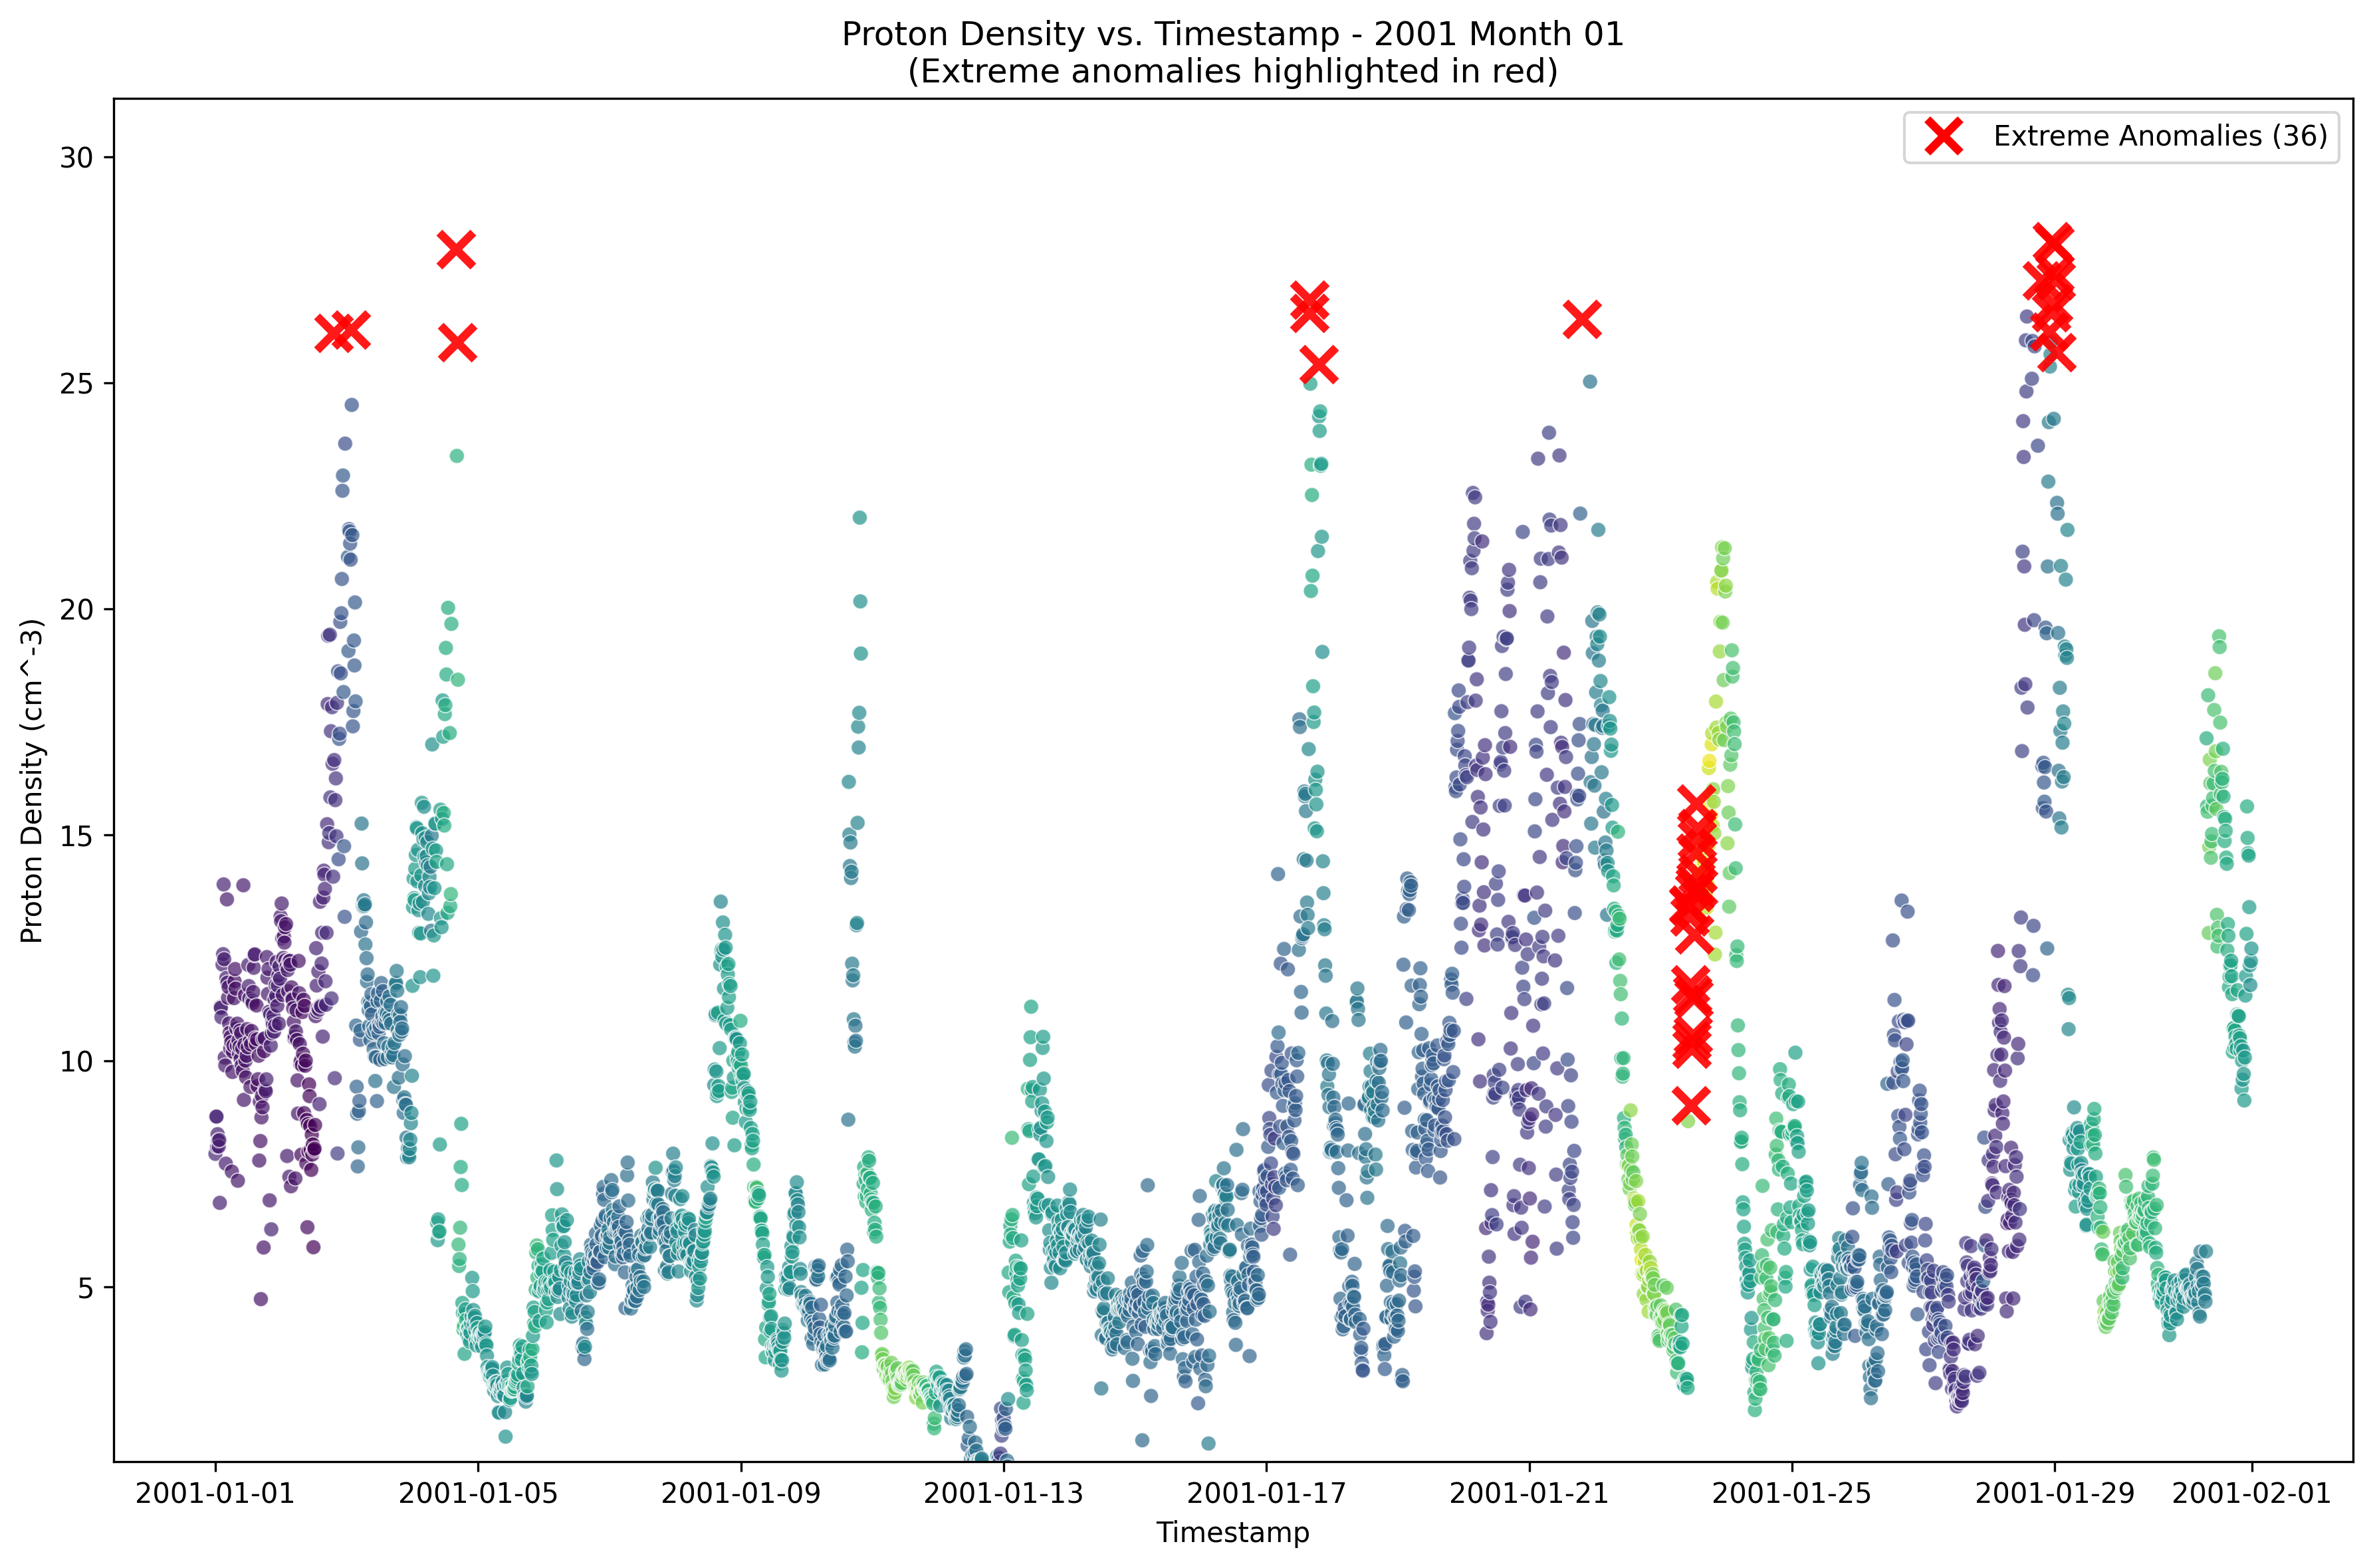 Proton Density vs. Timestamp - 2001 Month 01
(Extreme anomalies highlighted in red)
Extreme Anomalies (36)
30
25
20
15
10
5
Proton Density (cm^-3)
2001-01-01 2001-01-05 2001-01-09 2001-01-13 2001-01-17 2001-01-21 2001-01-25 2001-01-29 2001-02-01
Timestamp